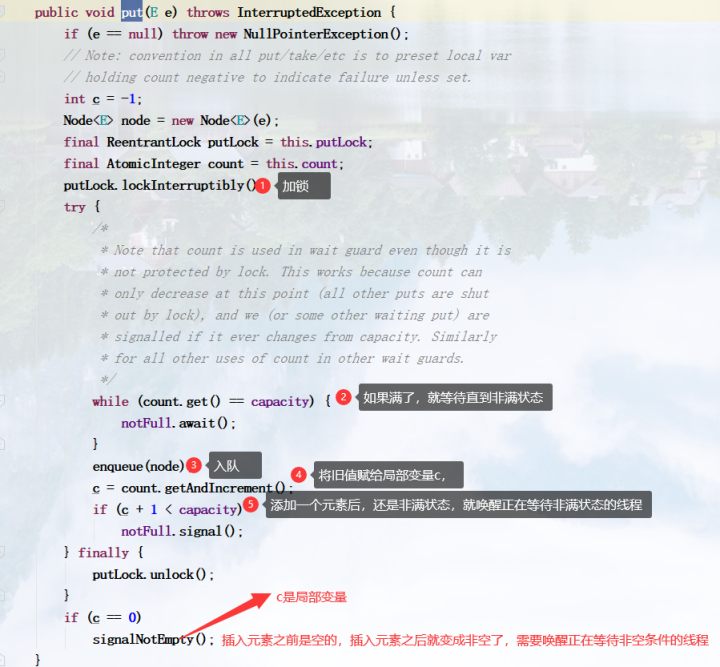 public void put(E e) throws InterruptedException {
if (e == null) throw new NullPointerException();
// Note: convention in all put/take/etc is to preset local var
// holding count negative to indicate failure unless set.
int c = -1;
Node<E> node = new Node<E>(e);
final ReentrantLock putLock = this.putLock;
final AtomicInteger count = this.count;
putLock.lockInterruptibly() 1 加锁
try {
/*
* Note that count is used in wait guard even though it is
* not protected by lock. This works because count can
* only decrease at this point (all other puts are shut
* out by lock), and we (or some other waiting put) are
* signalled if it ever changes from capacity. Similarly
* for all other uses of count in other wait guards.
*/
while (count.get() == capacity) { 2 如果满了，就等待直到非满状态
notFull.await();
}
enqueue(node) 3 入队
c = count.getAndIncrement(); 4 将旧值赋给局部变量c，
if (c + 1 < capacity) 5 添加一个元素后，还是非满状态，就唤醒正在等待非满状态的线程
notFull.signal();
} finally {
putLock.unlock();
}
c是局部变量
if (c == 0)
signalNotEmpty(); 插入元素之前是空的，插入元素之后就变成非空了，需要唤醒正在等待非空条件的线程
}